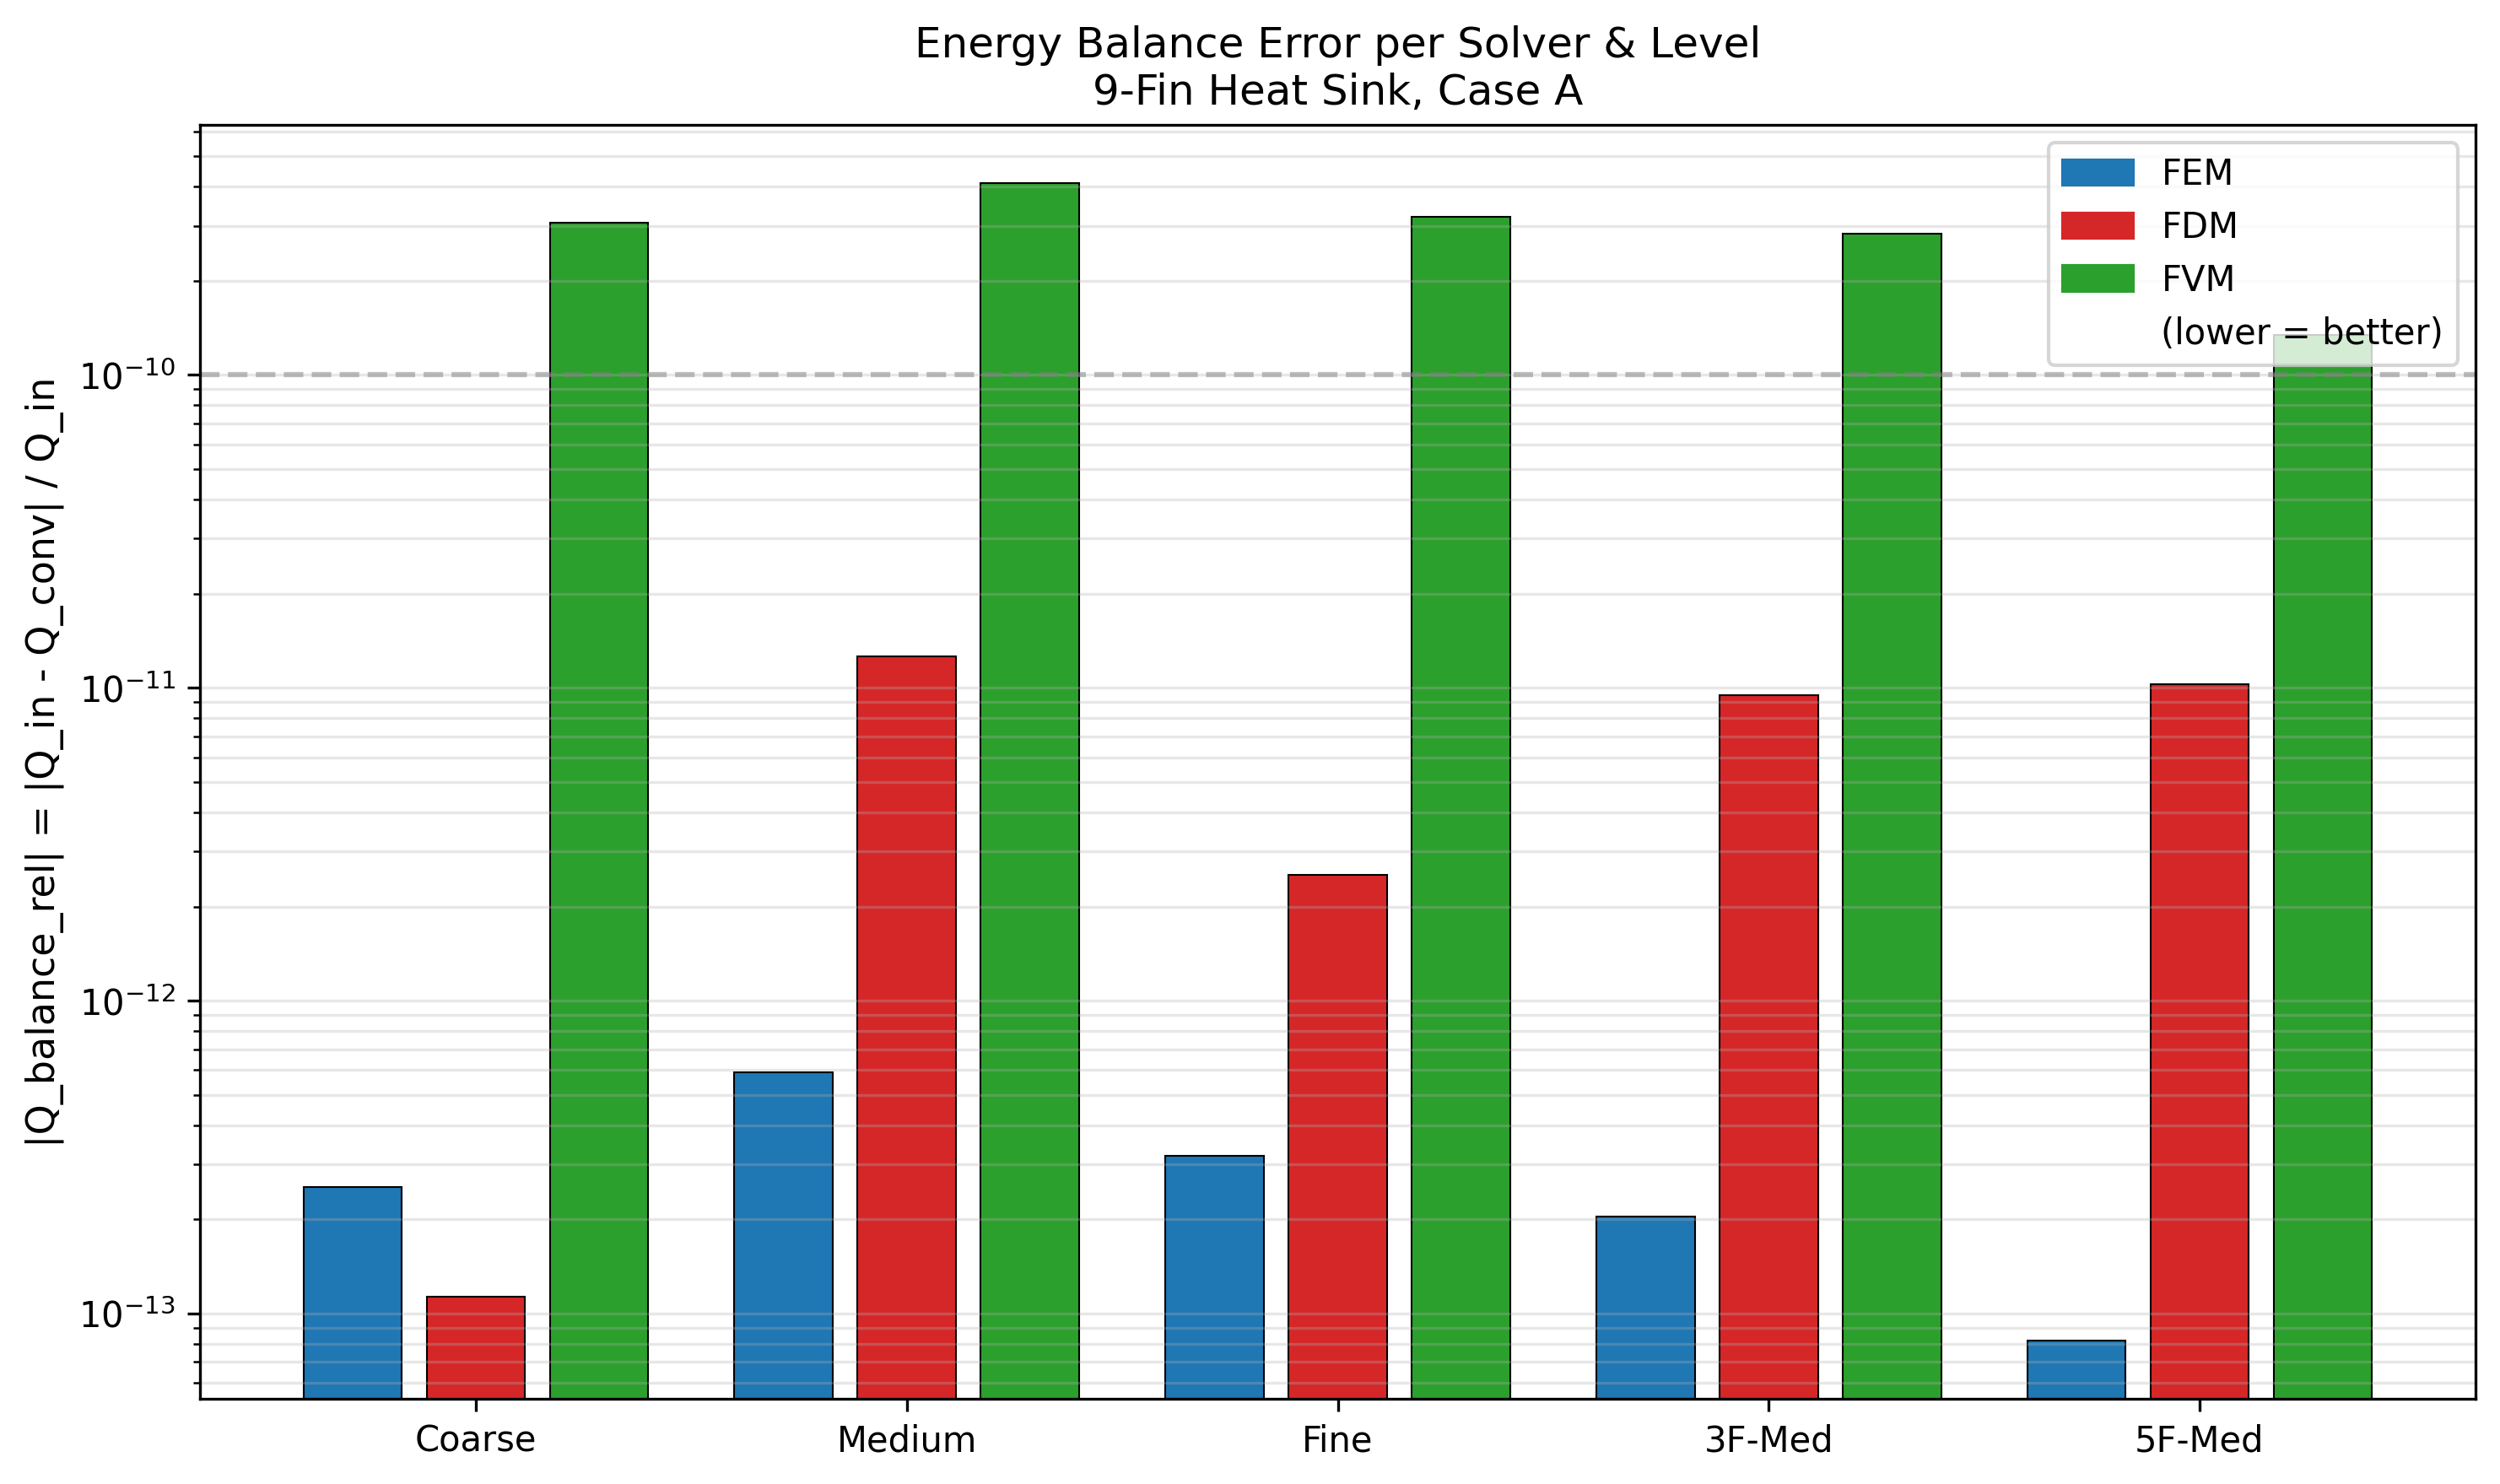 Energy Balance Error per Solver & Level
9-Fin Heat Sink, Case A
|Q_balance_rel| = |Q_in - Q_conv| / Q_in
10⁻¹⁰
10⁻¹¹
10⁻¹²
10⁻¹³
FEM
FDM
FVM
(lower = better)
Coarse
Medium
Fine
3F-Med
5F-Med